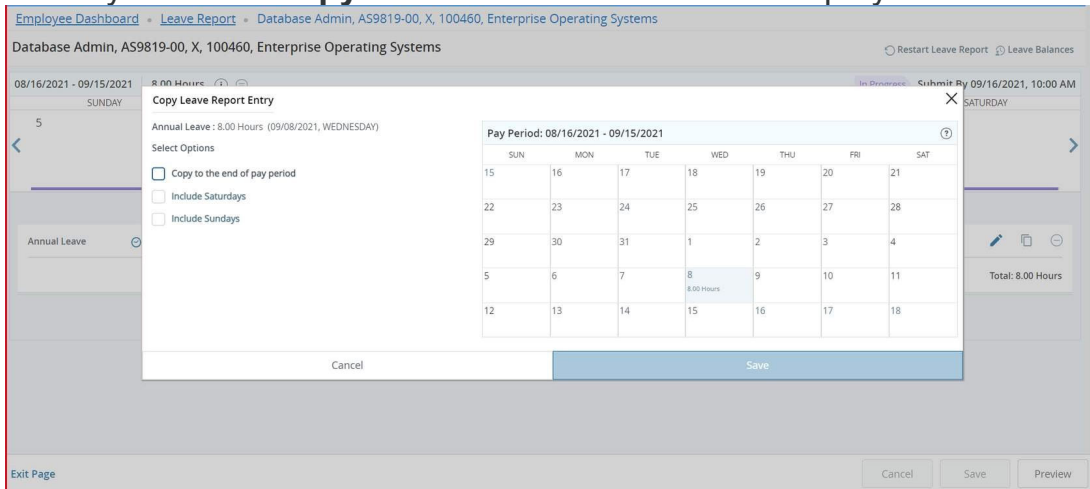 py
Employee Dashboard • Leave Report • Database Admin, AS9819-00, X, 100460, Enterprise Operating Systems
Database Admin, AS9819-00, X, 100460, Enterprise Operating Systems
Restart Leave Report Leave Balances
08/16/2021 - 09/15/2021 8.00 Hours In Progress Submit By 09/16/2021, 10:00 AM
SUNDAY SATURDAY
5
Copy Leave Report Entry
Annual Leave : 8.00 Hours (09/08/2021, WEDNESDAY)
Select Options
Copy to the end of pay period
Include Saturdays
Include Sundays
Pay Period: 08/16/2021 - 09/15/2021
SUN MON TUE WED THU FRI SAT
15 16 17 18 19 20 21
22 23 24 25 26 27 28
29 30 31 1 2 3 4
5 6 7 8 9 10 11
8.00 Hours
12 13 14 15 16 17 18
Cancel Save
Annual Leave
Total: 8.00 Hours
Exit Page Cancel Save Preview